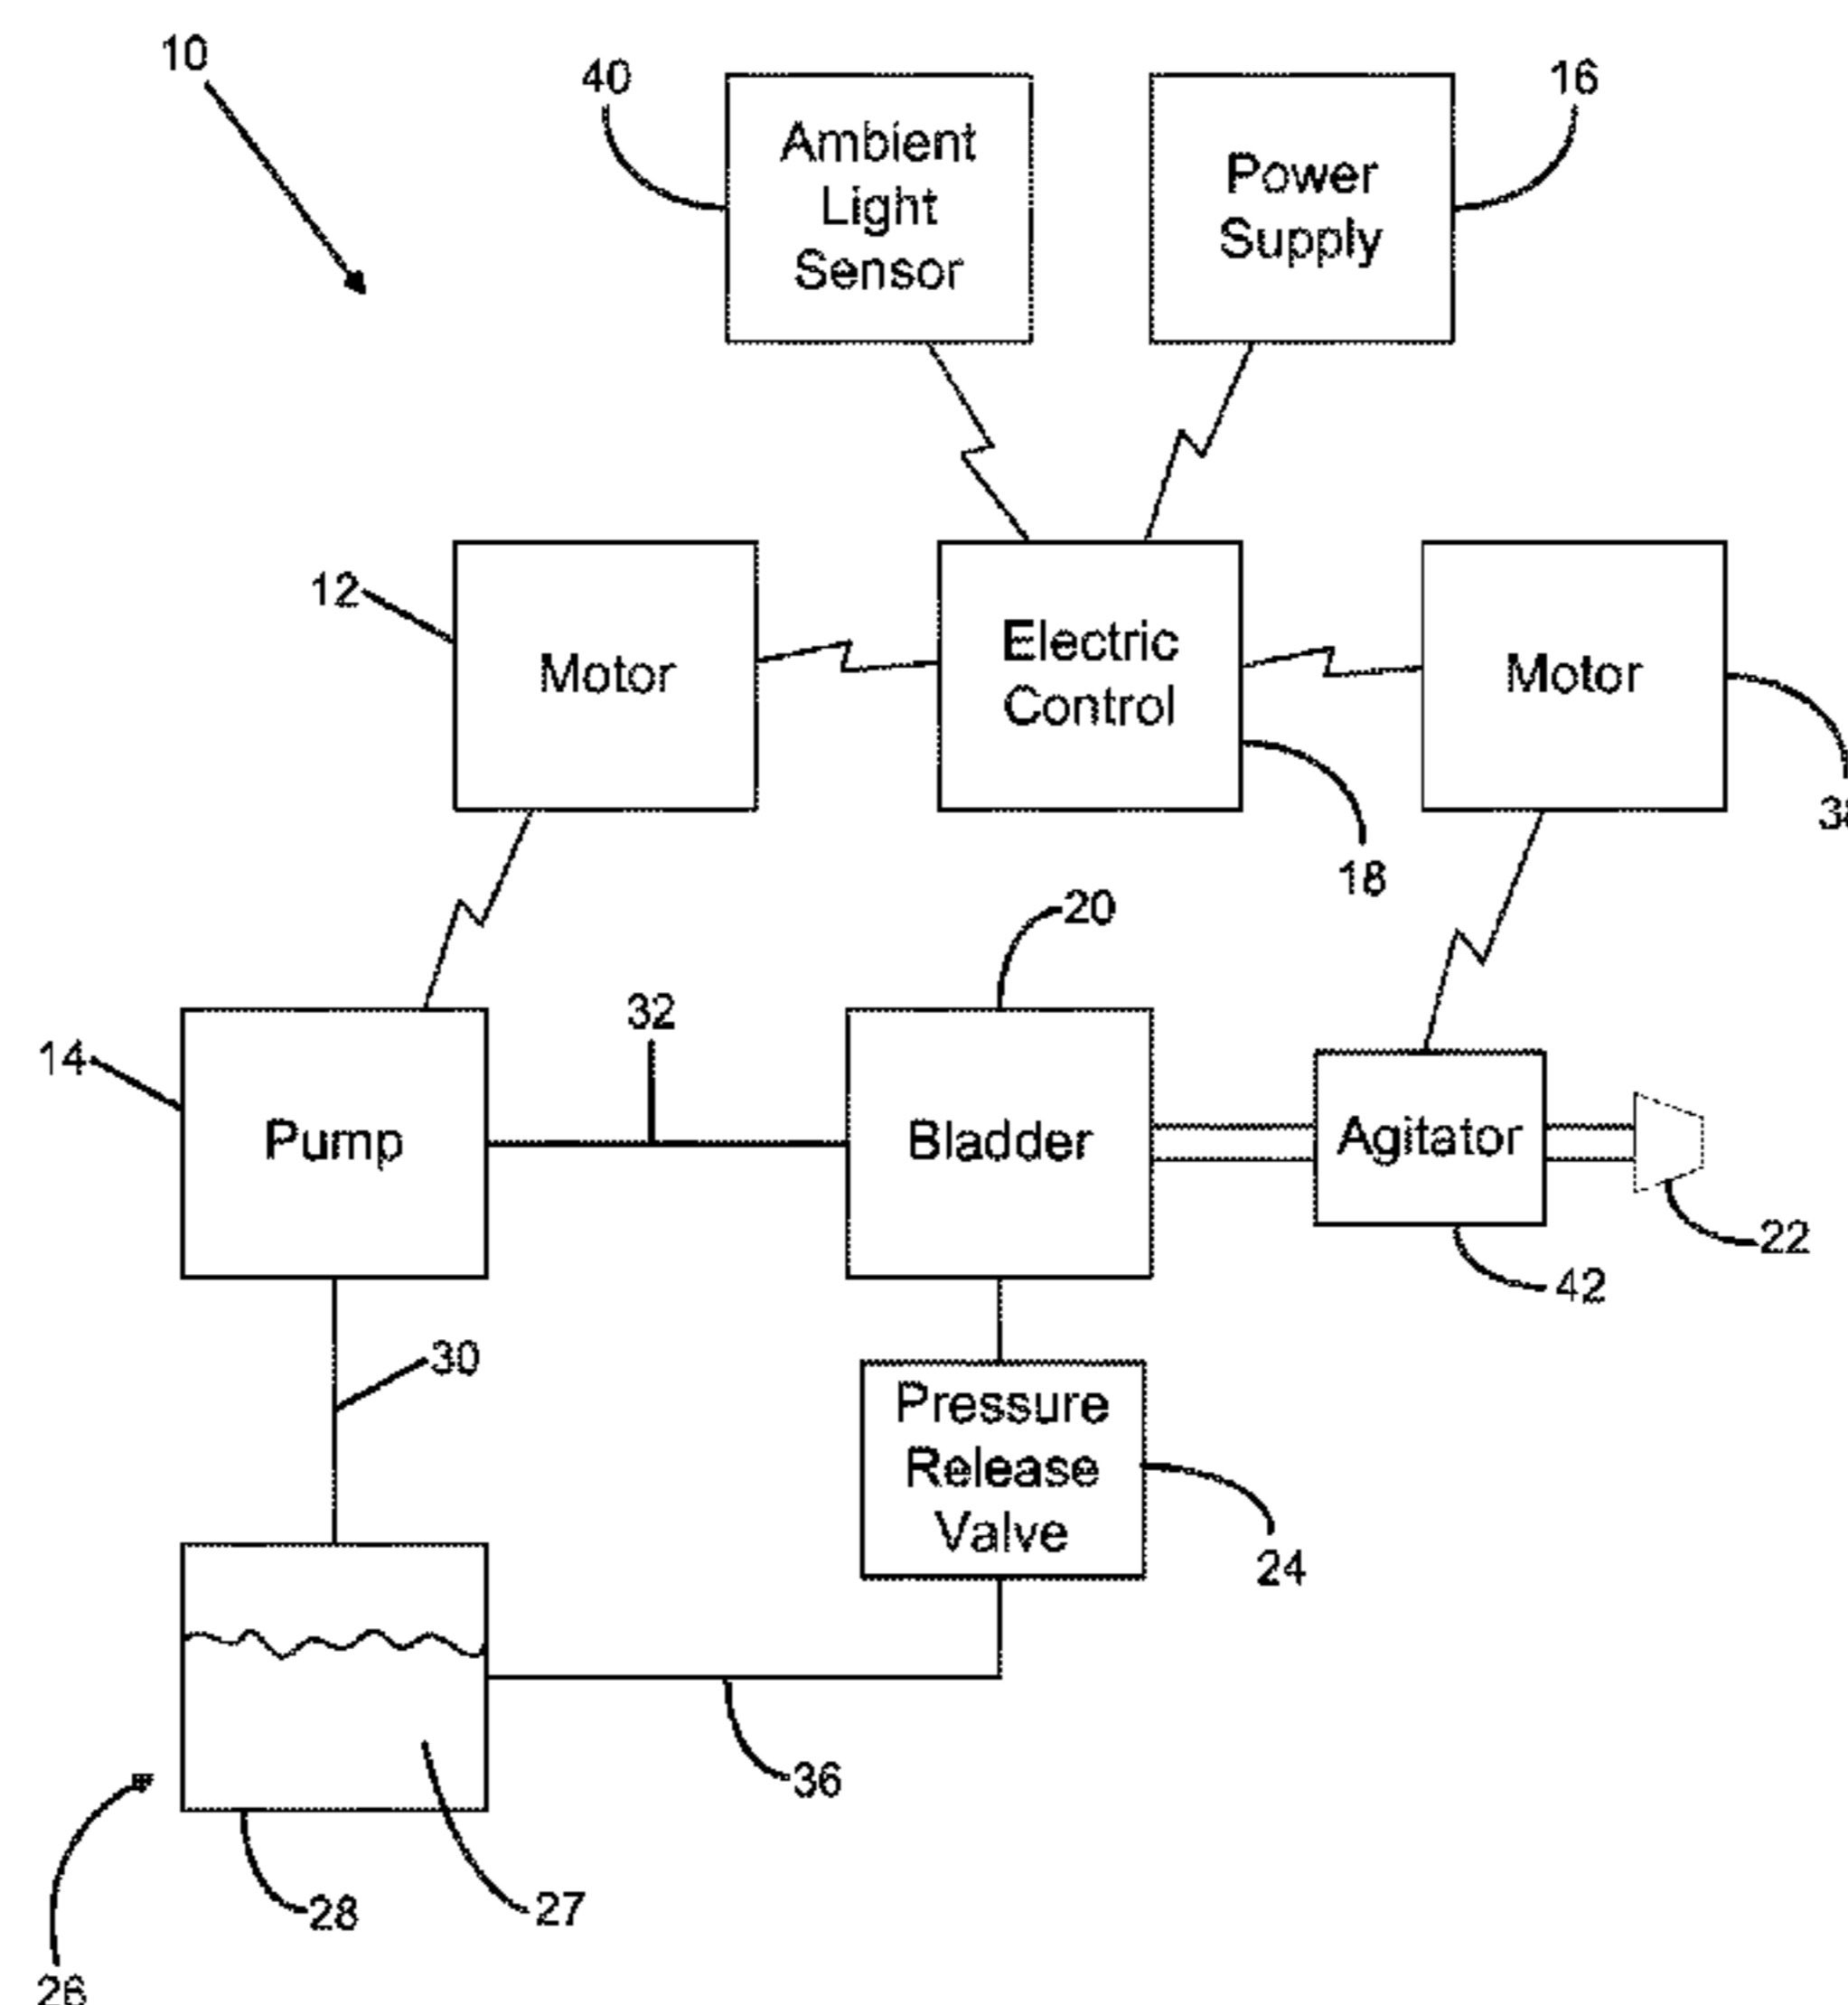 10
40
16
Ambient
Light
Sensor
Power
Supply
12
Motor
Electric
Control
Motor
18
20
32
14
Pump
Bladder
Agitator
22
42
30
Pressure
Release
Valve
24
36
28
27
26